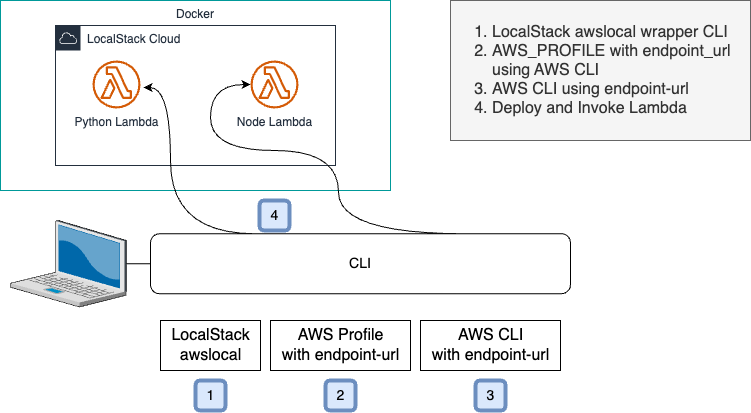 Docker
LocalStack Cloud
Python Lambda
Node Lambda
1. LocalStack awslocal wrapper CLI
2. AWS_PROFILE with endpoint_url
using AWS CLI
3. AWS CLI using endpoint-url
4. Deploy and Invoke Lambda
4
CLI
LocalStack
awslocal
AWS Profile
with endpoint-url
AWS CLI
with endpoint-url
1
2
3